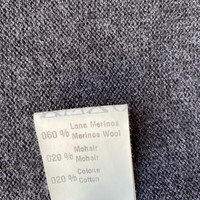 Lana Merinos
060 % Merinos Wool
Mohair
020 % Mohair
Cotone
020 % Cotton